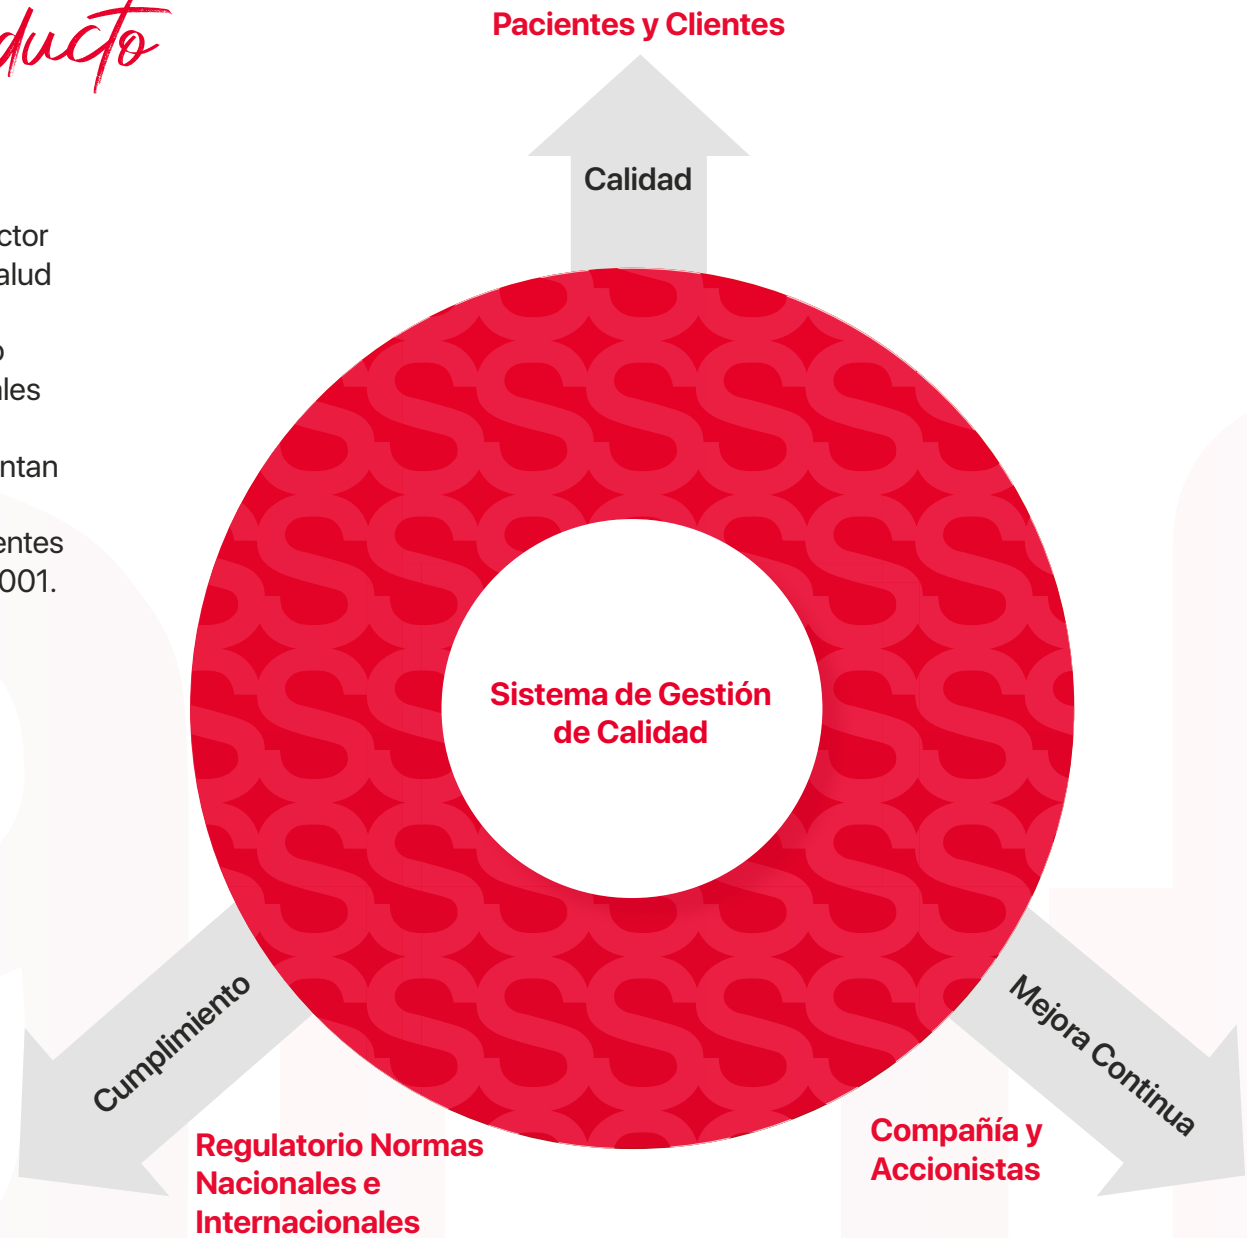 ducto
ctor
alud
o
ales
ntan
entes
001.
Pacientes y Clientes
Calidad
Sistema de Gestión
de Calidad
Cumplimiento
Regulatorio Normas
Nacionales e
Internacionales
Mejora Continua
Compañía y
Accionistas